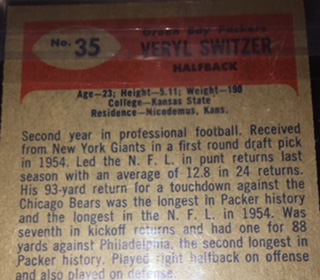 Green Bay Packers
No. 35 VERYL SWITZER
HALFBACK
Age—23; Height—5.11; Weight—190
College—Kansas State
Residence—Nicodemus, Kans.
Second year in professional football. Received
from New York Giants in a first round draft pick
in 1954. Led the N. F. L. in punt returns last
season with an average of 12.8 in 24 returns.
His 93-yard return for a touchdown against the
Chicago Bears was the longest in Packer history
and the longest in the N. F. L. in 1954. Was
seventh in kickoff returns and had one for 88
yards against Philadelphia, the second longest in
Packer history. Played right halfback on offense
and also played on defense.